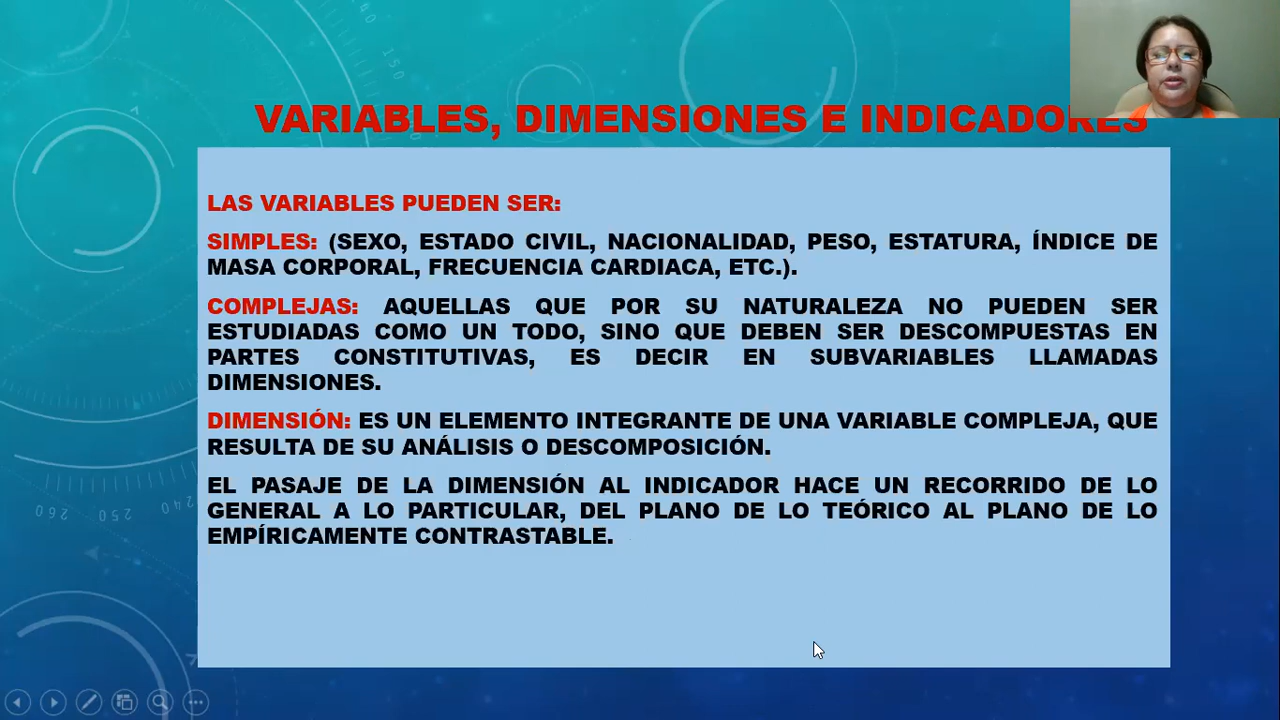 VARIABLES, DIMENSIONES E INDICADORES
LAS VARIABLES PUEDEN SER:
SIMPLES: (SEXO, ESTADO CIVIL, NACIONALIDAD, PESO, ESTATURA, ÍNDICE DE
MASA CORPORAL, FRECUENCIA CARDIACA, ETC.).
COMPLEJAS: AQUELLAS QUE POR SU NATURALEZA NO PUEDEN SER
ESTUDIADAS COMO UN TODO, SINO QUE DEBEN SER DESCOMPUESTAS EN
PARTES CONSTITUTIVAS, ES DECIR EN SUBVARIABLES LLAMADAS
DIMENSIONES.
DIMENSIÓN: ES UN ELEMENTO INTEGRANTE DE UNA VARIABLE COMPLEJA, QUE
RESULTA DE SU ANÁLISIS O DESCOMPOSICIÓN.
EL PASAJE DE LA DIMENSIÓN AL INDICADOR HACE UN RECORRIDO DE LO
GENERAL A LO PARTICULAR, DEL PLANO DE LO TEÓRICO AL PLANO DE LO
EMPÍRICAMENTE CONTRASTABLE.
150
260
250
240